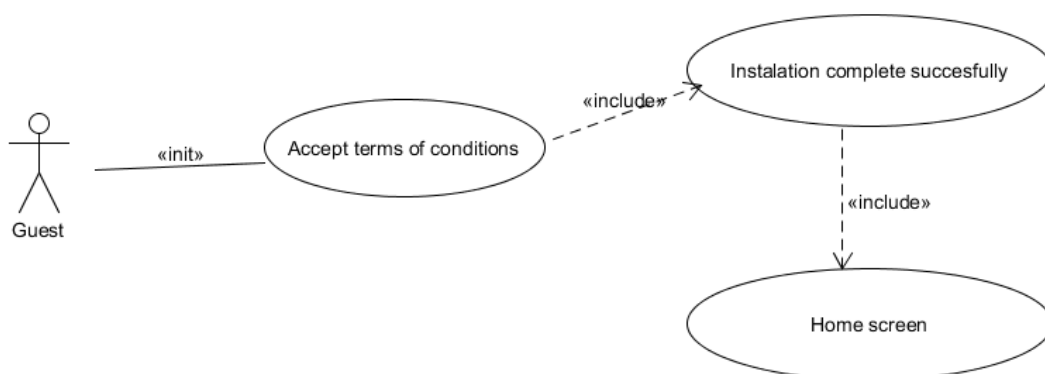 Instalation complete succesfully
«include»
Accept terms of conditions
«init»
«include»
Guest
Home screen